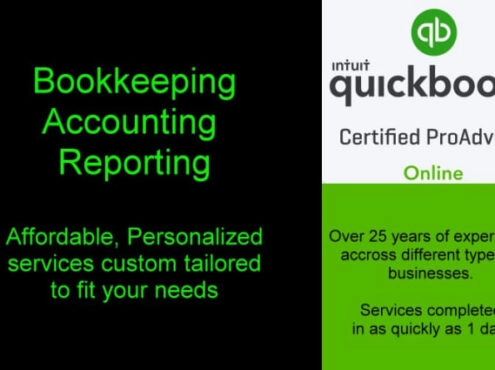 Bookkeeping
Accounting
Reporting
Affordable, Personalized
services custom tailored
to fit your needs
qb
intuit
quickboo
Certified ProAdv
Online
Over 25 years of exper
accross different type
businesses.
Services completed
in as quickly as 1 da